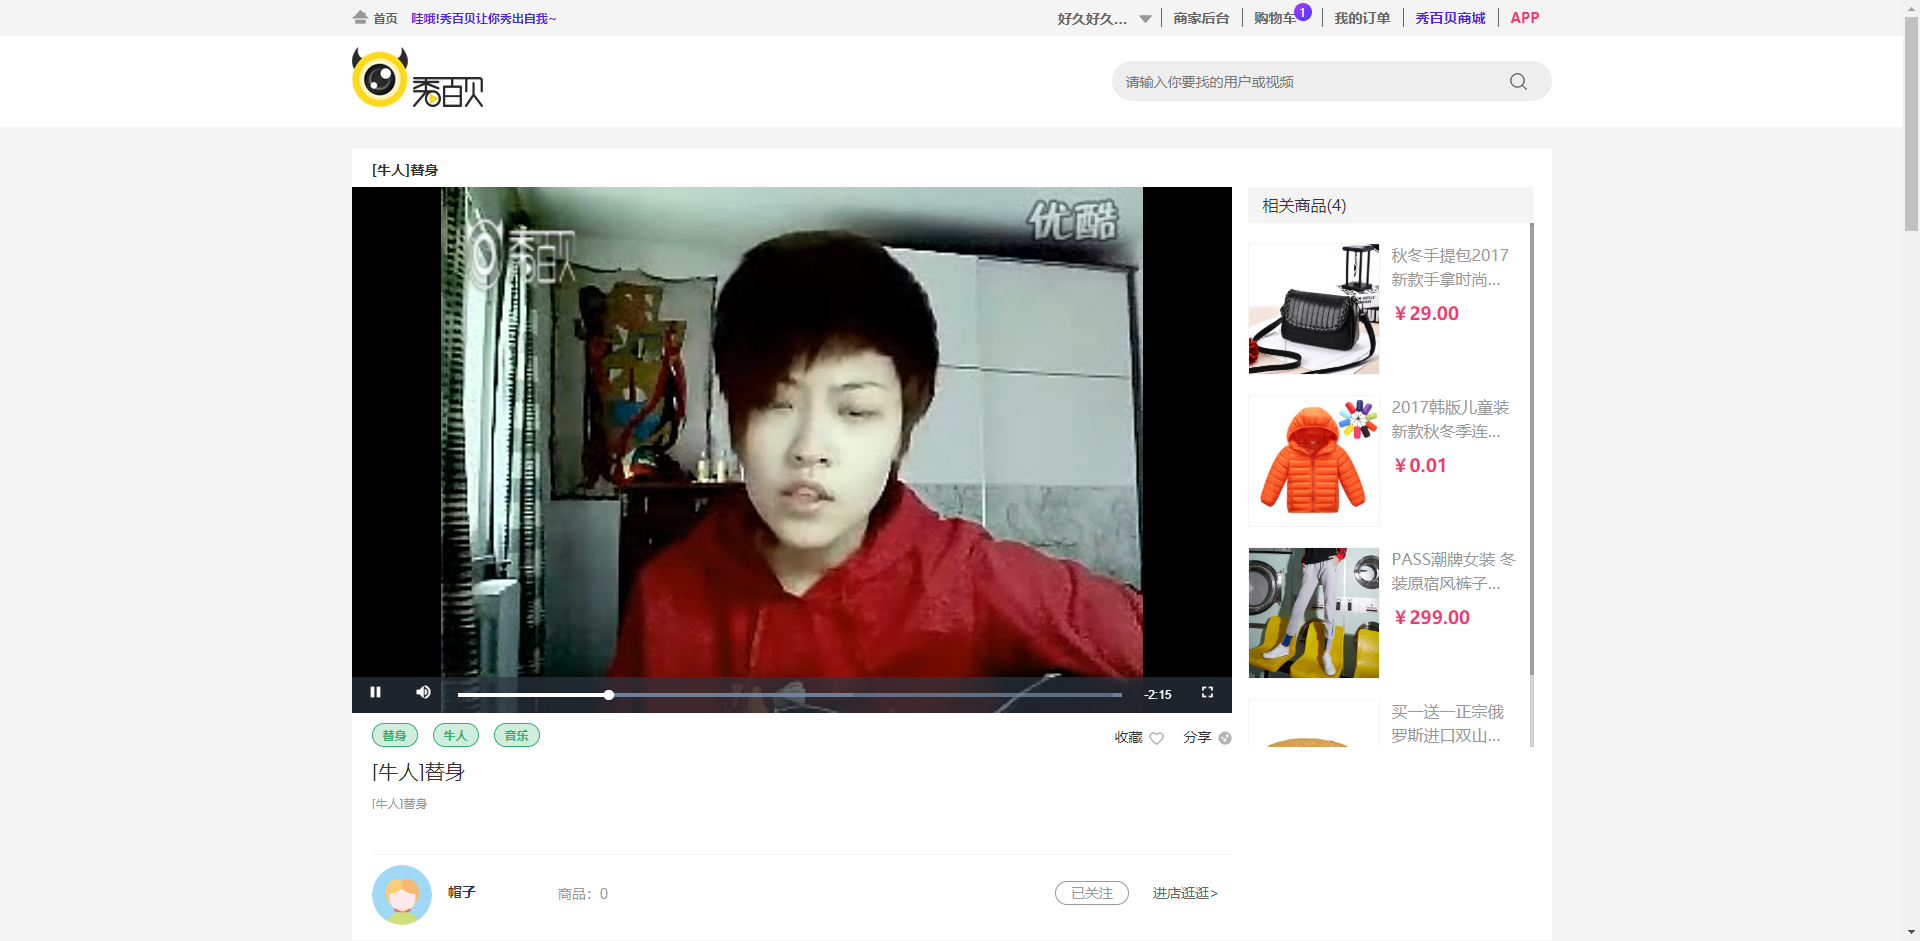 首页 哇哦!秀百贝让你秀出自我~ 好久好久... 商家后台 购物车 1 我的订单 秀百贝商城 APP
秀百贝
请输入你要找的用户或视频
[牛人]替身
优酷
秀百贝
相关商品(4)
秋冬手提包2017
新款手拿时尚...
￥29.00
2017韩版儿童装
新款秋冬季连...
￥0.01
PASS潮牌女装 冬
装原宿风裤子...
￥299.00
买一送一正宗俄
罗斯进口双山...
-2:15
替身 牛人 音乐 收藏 分享
[牛人]替身
[牛人]替身
帽子 商品：0 已关注 进店逛逛>